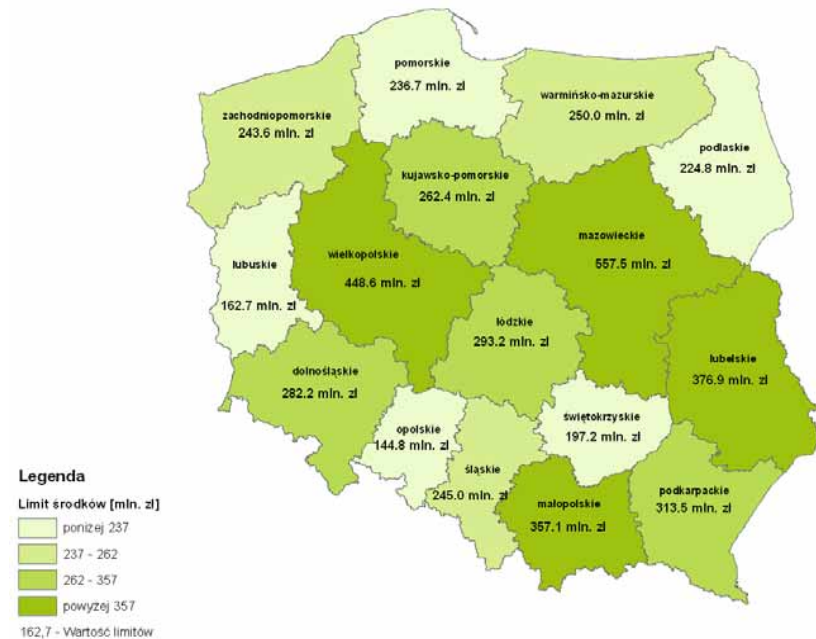 pomorskie
236.7 mln. zł
warmińsko-mazurskie
250.0 mln. zł
zachodniopomorskie
243.6 mln. zł
podlaskie
224.8 mln. zł
kujawsko-pomorskie
262.4 mln. zł
mazowieckie
557.5 mln. zł
wielkopolskie
448.6 mln. zł
lubuskie
162.7 mln. zł
łódzkie
293.2 mln. zł
lubelskie
376.9 mln. zł
dolnośląskie
282.2 mln. zł
opolskie
144.8 mln. zł
świętokrzyskie
197.2 mln. zł
śląskie
245.0 mln. zł
małopolskie
357.1 mln. zł
podkarpackie
313.5 mln. zł
Legenda
Limit środków [mln. zł]
poniżej 237
237 - 262
262 - 357
powyżej 357
162,7 - Wartość limitów